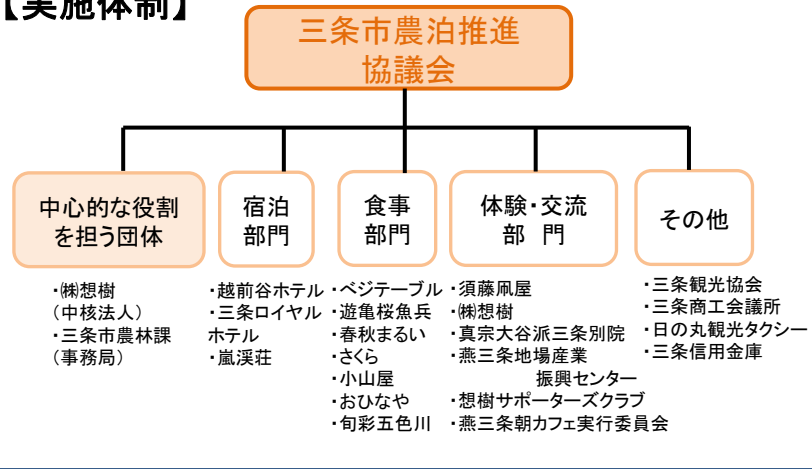 【実施体制】
三条市農泊推進
協議会
中心的な役割
を担う団体
・㈱想樹
(中核法人)
・三条市農林課
(事務局)
宿泊
部門
・越前谷ホテル
・三条ロイヤル
ホテル
・嵐渓荘
食事
部門
・ベジテーブル
・遊亀桜魚兵
・春秋まるい
・さくら
・小山屋
・おひなや
・旬彩五色川
体験・交流
部　門
・須藤凧屋
・㈱想樹
・真宗大谷派三条別院
・燕三条地場産業
振興センター
・想樹サポーターズクラブ
・燕三条朝カフェ実行委員会
その他
・三条観光協会
・三条商工会議所
・日の丸観光タクシー
・三条信用金庫